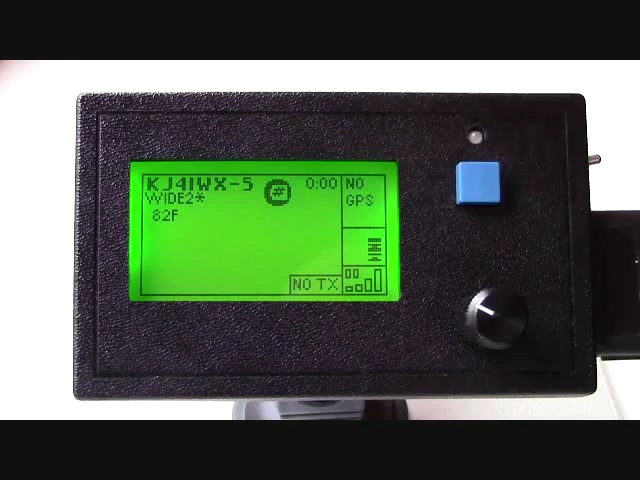 KJ4IWX-5
#
0:00
NO
GPS
WIDE2*
82F
NO TX